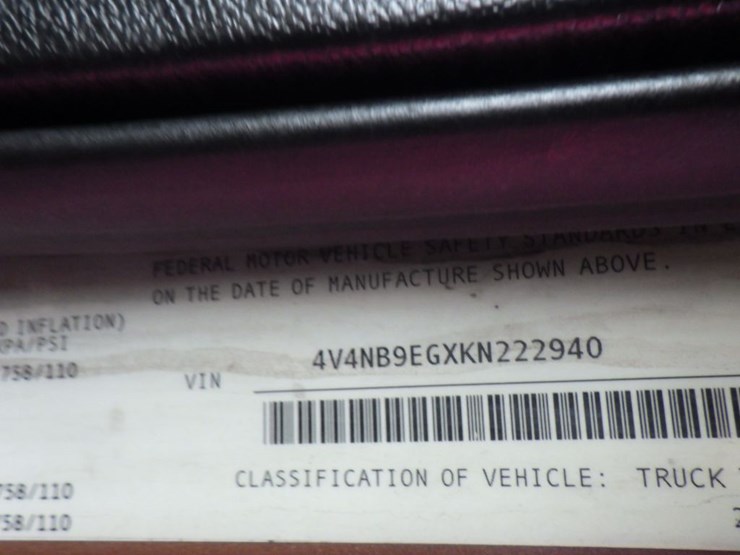 FEDERAL MOTOR VEHICLE SAFETY STANDARDS IN
ON THE DATE OF MANUFACTURE SHOWN ABOVE.
INFLATION)
KPA/PSI
758/110
VIN 4V4NB9EGXKN222940
CLASSIFICATION OF VEHICLE: TRUCK
758/110
758/110